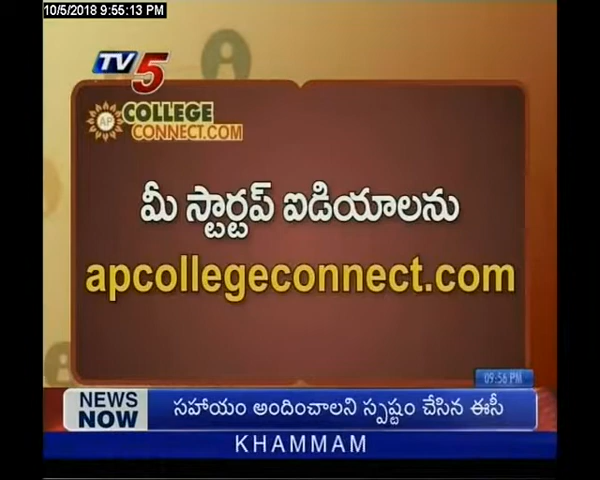 10/5/2018 9:55:13 PM
TV5
AP COLLEGE
CONNECT.COM
మీ స్టార్టప్ ఐడియాలను
apcollegeconnect.com
09:56 PM
NEWS NOW
సహాయం అందించాలని స్పష్టం చేసిన ఈసీ
KHAMMAM